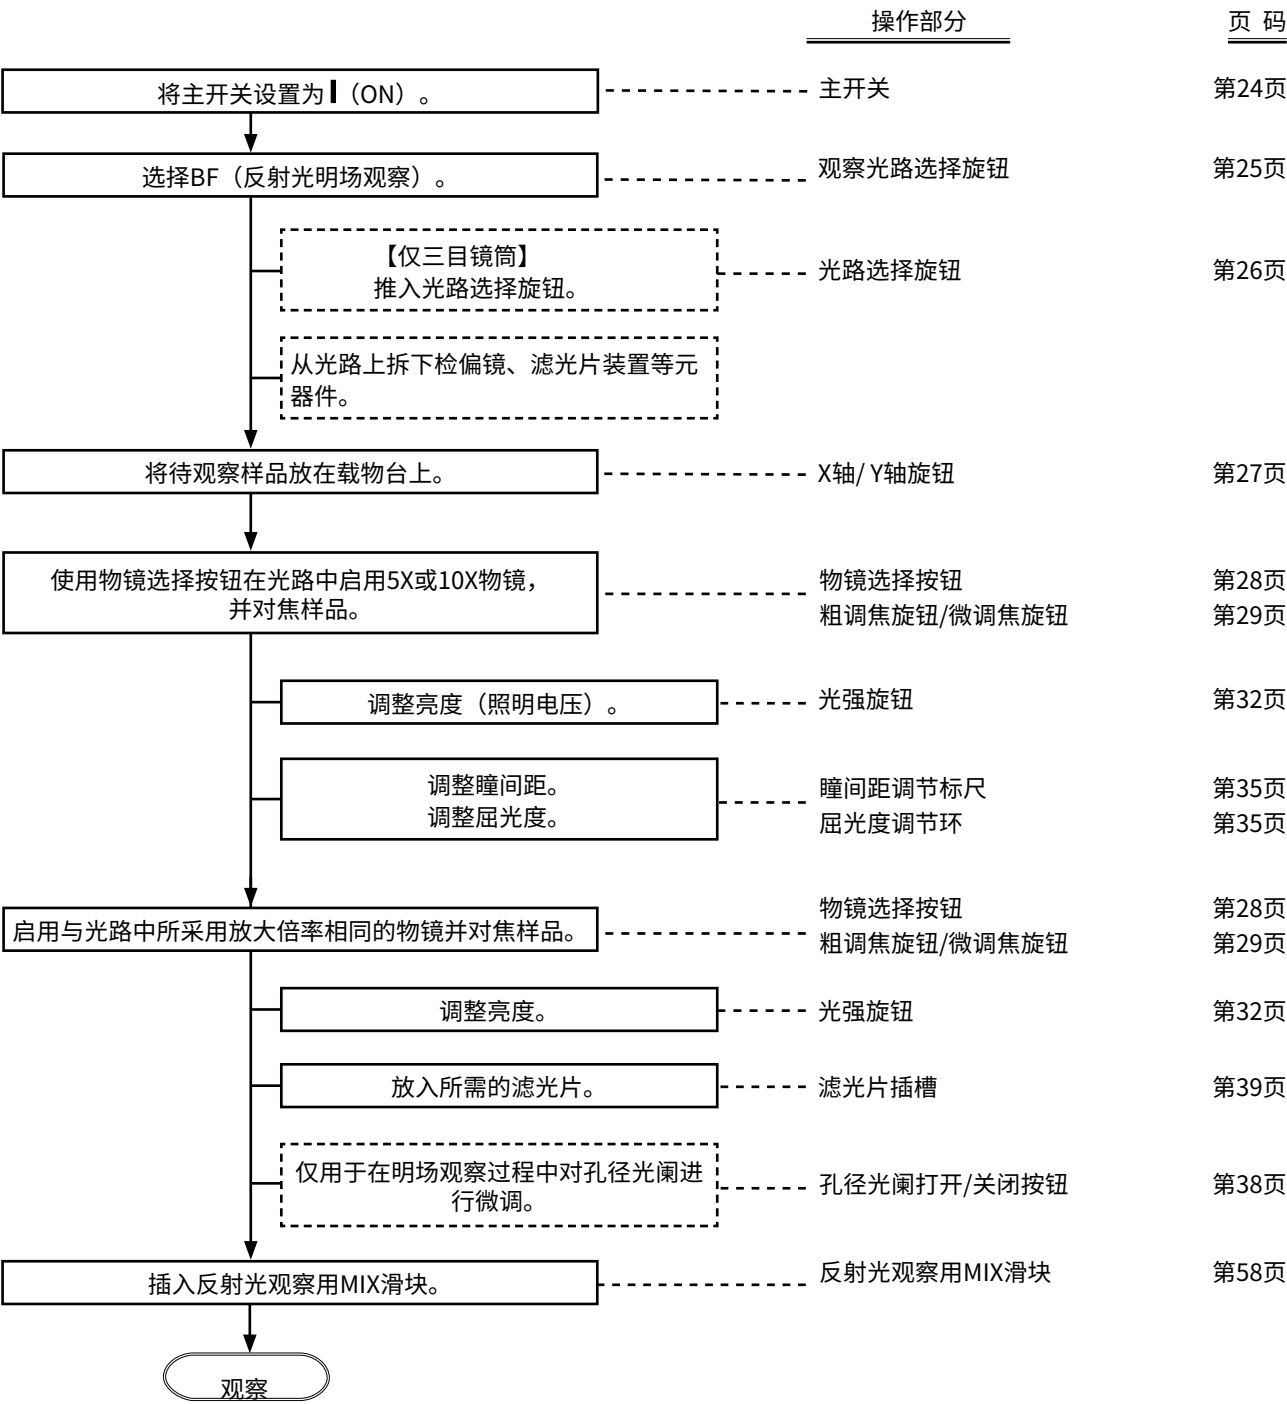 操作部分 页 码
将主开关设置为 I（ON）。 主开关 第24页
选择BF（反射光明场观察）。 观察光路选择旋钮 第25页
【仅三目镜筒】
推入光路选择旋钮。 光路选择旋钮 第26页
从光路上拆下检偏镜、滤光片装置等元
器件。
将待观察样品放在载物台上。 X轴/ Y轴旋钮 第27页
使用物镜选择按钮在光路中启用5X或10X物镜， 物镜选择按钮 第28页
并对焦样品。 粗调焦旋钮/微调焦旋钮 第29页
调整亮度（照明电压）。 光强旋钮 第32页
调整瞳间距。 瞳间距调节标尺 第35页
调整屈光度。 屈光度调节环 第35页
物镜选择按钮 第28页
启用与光路中所采用放大倍率相同的物镜并对焦样品。 粗调焦旋钮/微调焦旋钮 第29页
调整亮度。 光强旋钮 第32页
放入所需的滤光片。 滤光片插槽 第39页
仅用于在明场观察过程中对孔径光阑进
行微调。 孔径光阑打开/关闭按钮 第38页
插入反射光观察用MIX滑块。 反射光观察用MIX滑块 第58页
观察